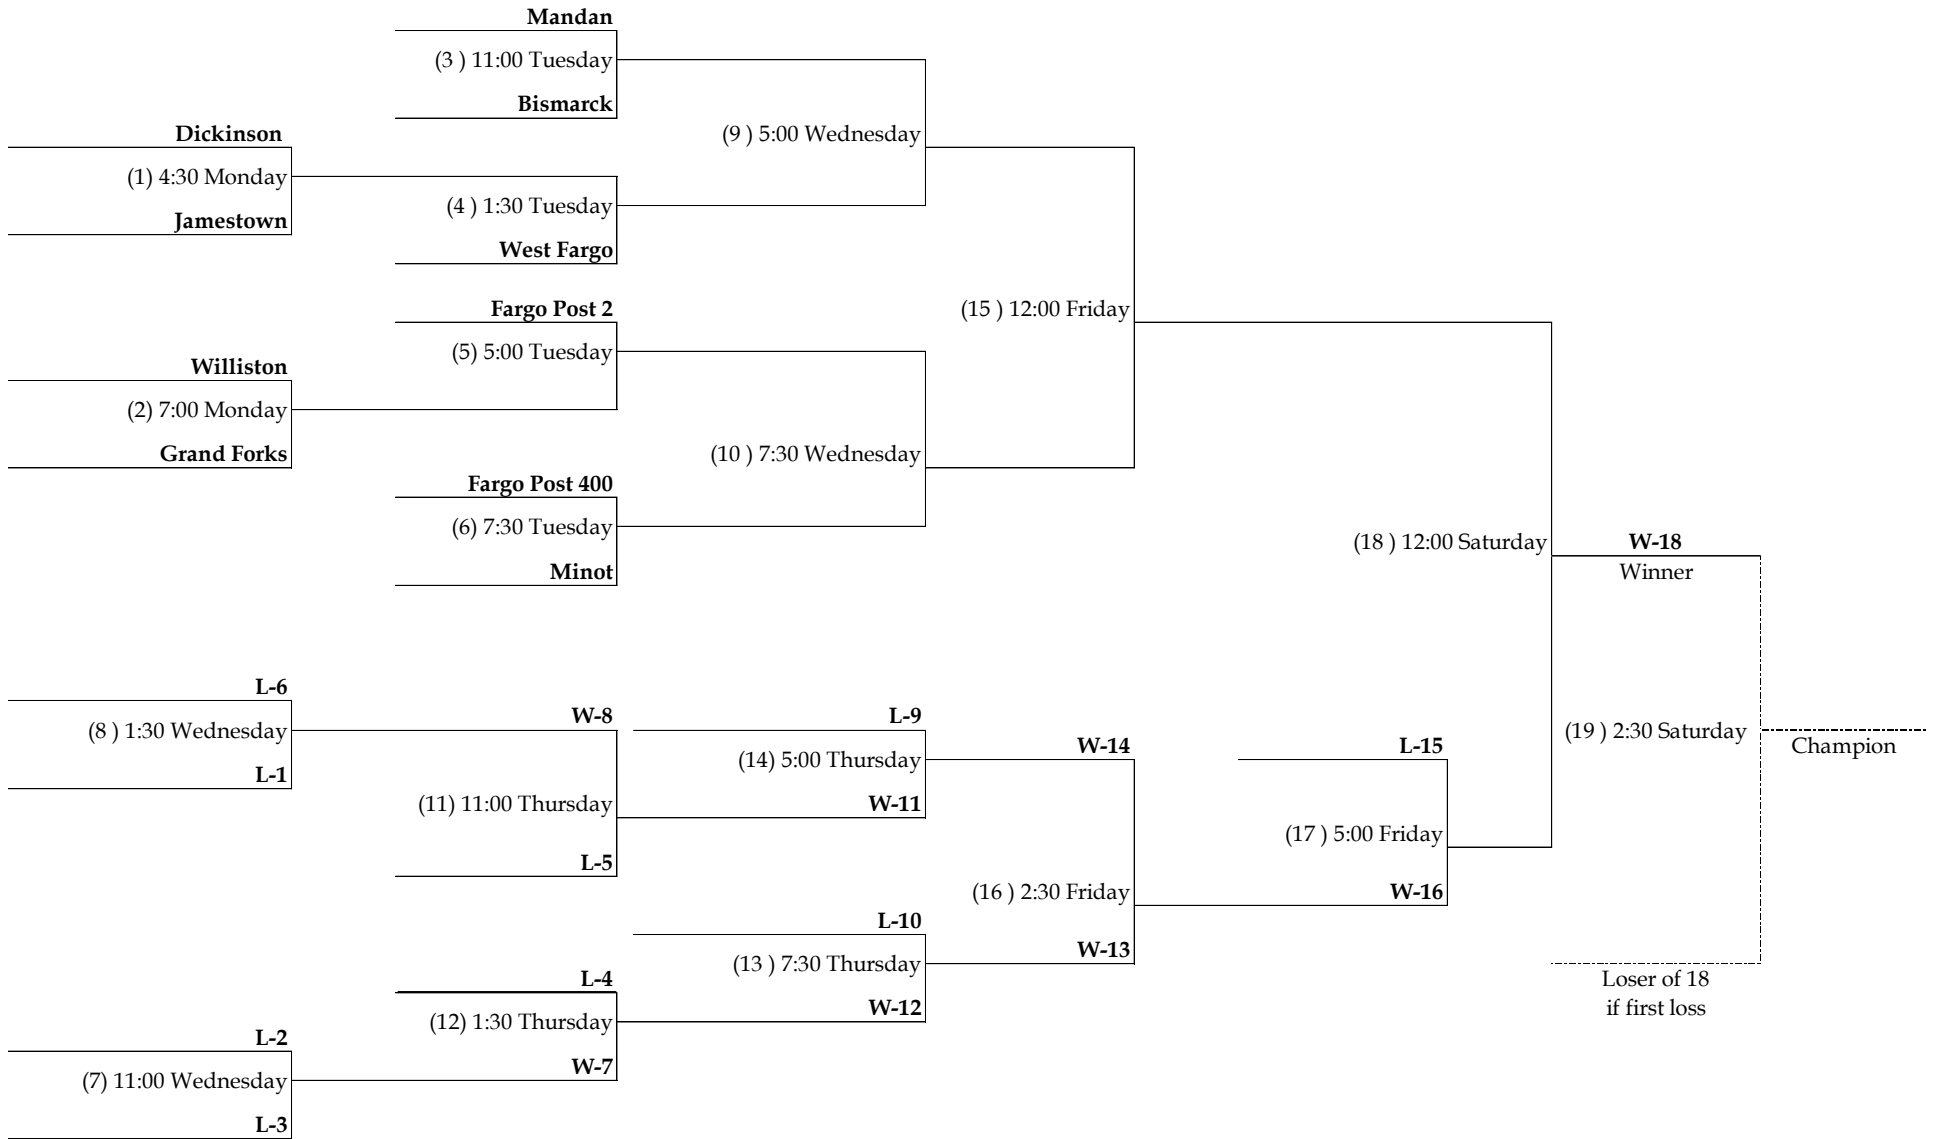 Mandan
(3 ) 11:00 Tuesday
Bismarck
Dickinson
(9 ) 5:00 Wednesday
(1) 4:30 Monday
(4 ) 1:30 Tuesday
Jamestown
West Fargo
Fargo Post 2
(15 ) 12:00 Friday
(5) 5:00 Tuesday
Williston
(2) 7:00 Monday
Grand Forks
(10 ) 7:30 Wednesday
Fargo Post 400
(6) 7:30 Tuesday
(18 ) 12:00 Saturday
W-18
Minot
Winner
L-6
(8 ) 1:30 Wednesday
W-8
L-9
(19 ) 2:30 Saturday
L-1
(14) 5:00 Thursday
W-14
L-15
Champion
(11) 11:00 Thursday
W-11
(17 ) 5:00 Friday
L-5
(16 ) 2:30 Friday
W-16
L-10
(13 ) 7:30 Thursday
W-13
L-4
Loser of 18
if first loss
(12) 1:30 Thursday
W-12
L-2
W-7
(7) 11:00 Wednesday
L-3